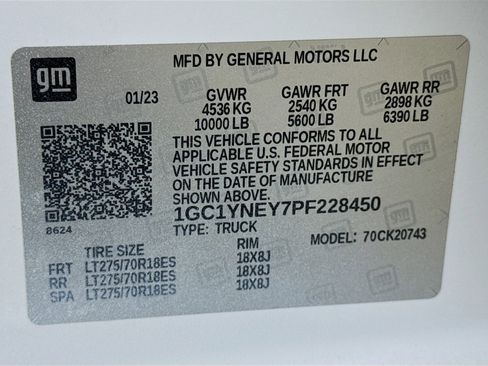 gm
MFD BY GENERAL MOTORS LLC
01/23 GVWR GAWR FRT GAWR RR
4536 KG 2540 KG 2898 KG
10000 LB 5600 LB 6390 LB
THIS VEHICLE CONFORMS TO ALL
APPLICABLE U.S. FEDERAL MOTOR
VEHICLE SAFETY STANDARDS IN EFFECT
ON THE DATE OF MANUFACTURE
SHOWN ABOVE.
1GC1YNEY7PF228450
8624
TYPE: TRUCK MODEL: 70CK20743
TIRE SIZE RIM
FRT LT275/70R18ES 18X8J
RR LT275/70R18ES 18X8J
SPA LT275/70R18ES 18X8J